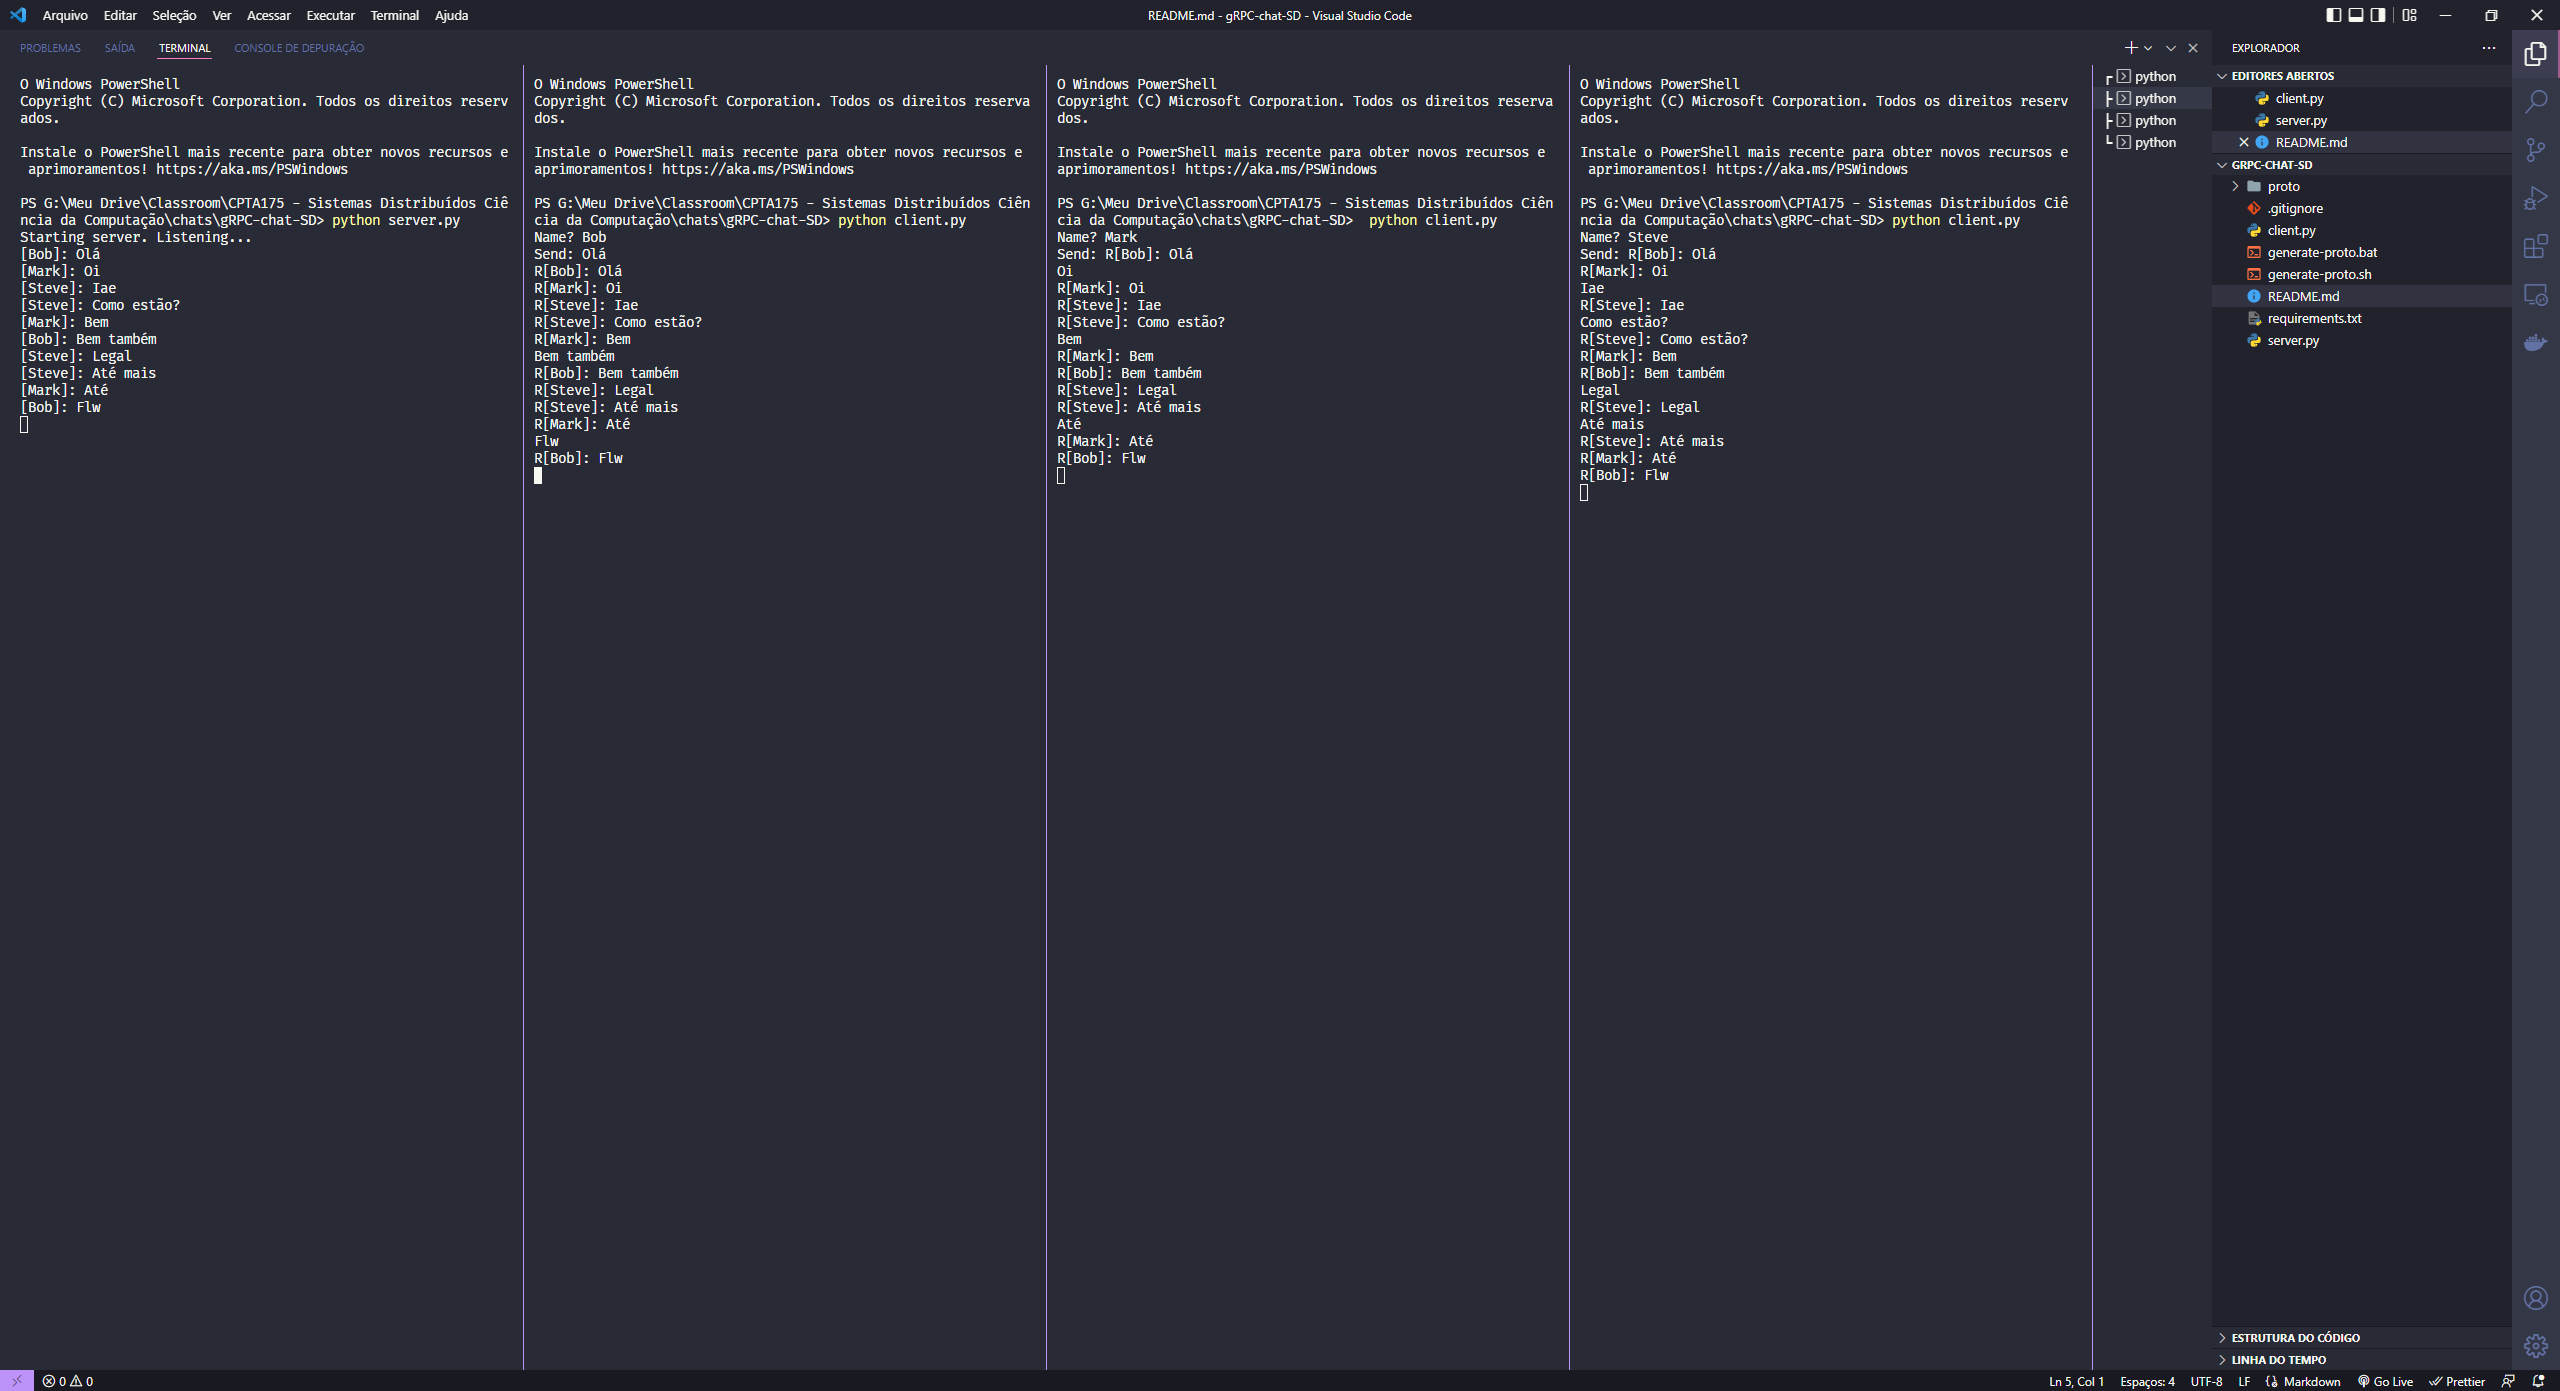 Arquivo Editar Seleção Ver Acessar Executar Terminal Ajuda
README.md - gRPC-chat-SD - Visual Studio Code
PROBLEMAS SAÍDA TERMINAL CONSOLE DE DEPURAÇÃO
O Windows PowerShell
Copyright (C) Microsoft Corporation. Todos os direitos reserv
ados.
Instale o PowerShell mais recente para obter novos recursos e
aprimoramentos! https://aka.ms/PSWindows
PS G:\Meu Drive\Classroom\CPTA175 - Sistemas Distribuídos Ciê
ncia da Computação\chats\gRPC-chat-SD> python server.py
Starting server. Listening...
[Bob]: Olá
[Mark]: Oi
[Steve]: Iae
[Steve]: Como estão?
[Mark]: Bem
[Bob]: Bem também
[Steve]: Legal
[Steve]: Até mais
[Mark]: Até
[Bob]: Flw
O Windows PowerShell
Copyright (C) Microsoft Corporation. Todos os direitos reserva
dos.
Instale o PowerShell mais recente para obter novos recursos e
aprimoramentos! https://aka.ms/PSWindows
PS G:\Meu Drive\Classroom\CPTA175 - Sistemas Distribuídos Ciên
cia da Computação\chats\gRPC-chat-SD> python client.py
Name? Bob
Send: Olá
R[Bob]: Olá
R[Mark]: Oi
R[Steve]: Iae
R[Steve]: Como estão?
R[Mark]: Bem
Bem também
R[Bob]: Bem também
R[Steve]: Legal
R[Steve]: Até mais
R[Mark]: Até
Flw
R[Bob]: Flw
O Windows PowerShell
Copyright (C) Microsoft Corporation. Todos os direitos reserva
dos.
Instale o PowerShell mais recente para obter novos recursos e
aprimoramentos! https://aka.ms/PSWindows
PS G:\Meu Drive\Classroom\CPTA175 - Sistemas Distribuídos Ciên
cia da Computação\chats\gRPC-chat-SD>  python client.py
Name? Mark
Send: R[Bob]: Olá
Oi
R[Mark]: Oi
R[Steve]: Iae
R[Steve]: Como estão?
Bem
R[Mark]: Bem
R[Bob]: Bem também
R[Steve]: Legal
R[Steve]: Até mais
Até
R[Mark]: Até
R[Bob]: Flw
O Windows PowerShell
Copyright (C) Microsoft Corporation. Todos os direitos reserv
ados.
Instale o PowerShell mais recente para obter novos recursos e
aprimoramentos! https://aka.ms/PSWindows
PS G:\Meu Drive\Classroom\CPTA175 - Sistemas Distribuídos Ciê
ncia da Computação\chats\gRPC-chat-SD> python client.py
Name? Steve
Send: R[Bob]: Olá
R[Mark]: Oi
Iae
R[Steve]: Iae
Como estão?
R[Steve]: Como estão?
R[Mark]: Bem
R[Bob]: Bem também
Legal
R[Steve]: Legal
Até mais
R[Steve]: Até mais
R[Mark]: Até
R[Bob]: Flw
python
python
python
python
EXPLORADOR
EDITORES ABERTOS
client.py
server.py
README.md
GRPC-CHAT-SD
proto
.gitignore
client.py
generate-proto.bat
generate-proto.sh
README.md
requirements.txt
server.py
ESTRUTURA DO CÓDIGO
LINHA DO TEMPO
0 0
Ln 5, Col 1 Espaços: 4 UTF-8 LF Markdown Go Live Prettier